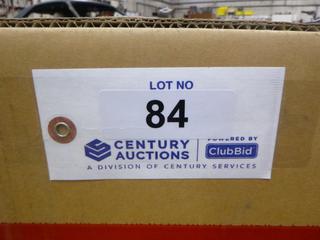 LOT NO
84
CENTURY AUCTIONS
POWERED BY ClubBid
A DIVISION OF CENTURY SERVICES